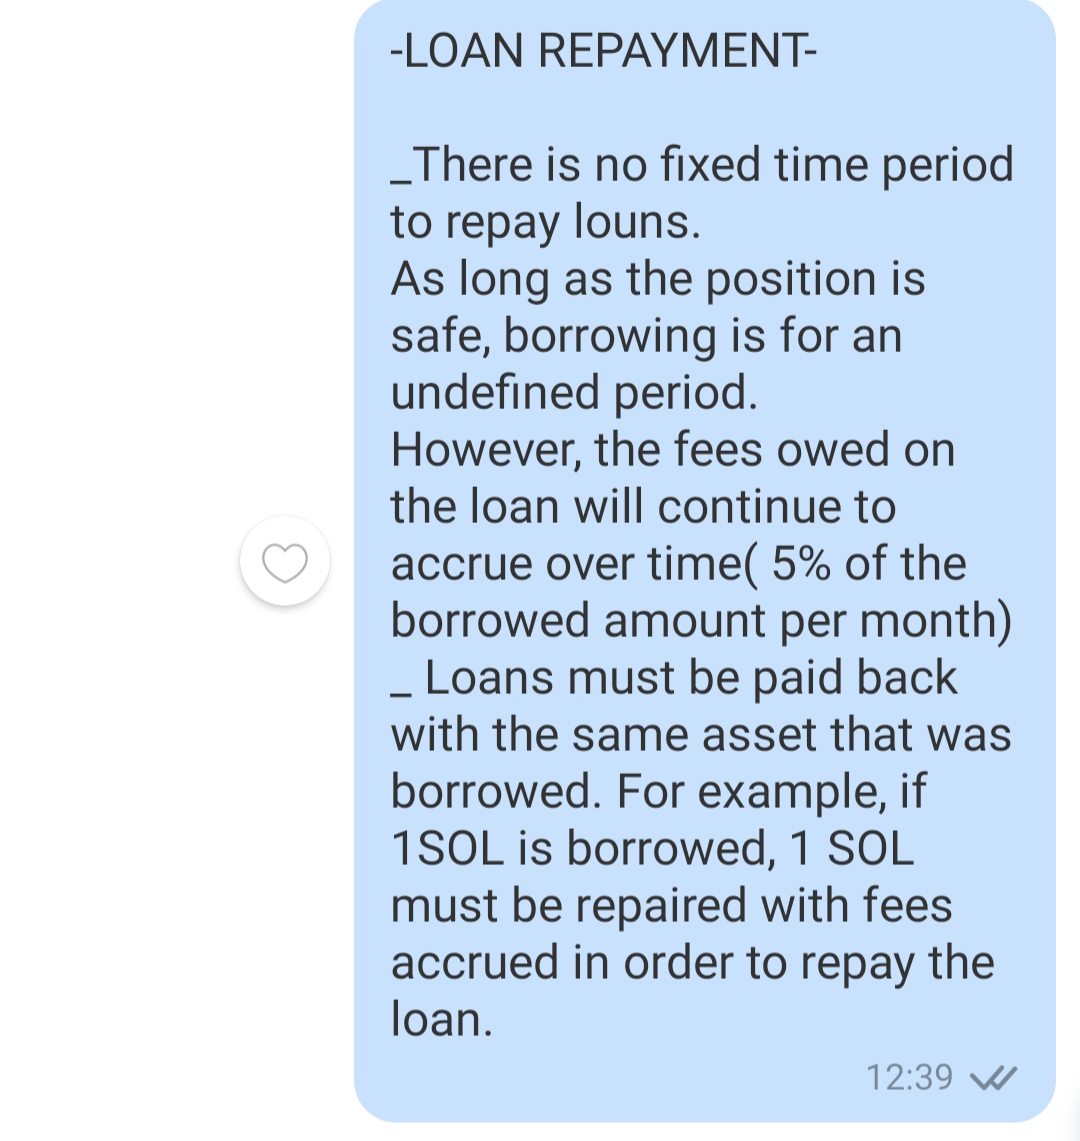 -LOAN REPAYMENT-
_There is no fixed time period
to repay louns.
As long as the position is
safe, borrowing is for an
undefined period.
However, the fees owed on
the loan will continue to
accrue over time( 5% of the
borrowed amount per month)
_ Loans must be paid back
with the same asset that was
borrowed. For example, if
1SOL is borrowed, 1 SOL
must be repaired with fees
accrued in order to repay the
loan.
12:39